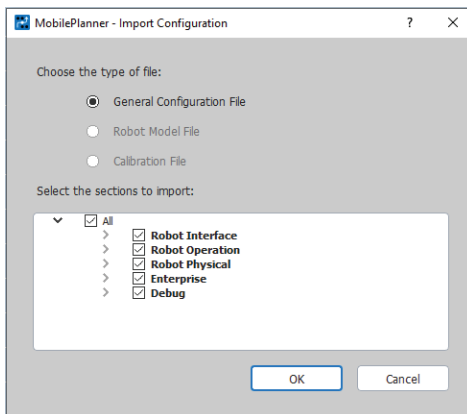 MobilePlanner - Import Configuration
Choose the type of file:
General Configuration File
Robot Model File
Calibration File
Select the sections to import:
All
Robot Interface
Robot Operation
Robot Physical
Enterprise
Debug
OK Cancel